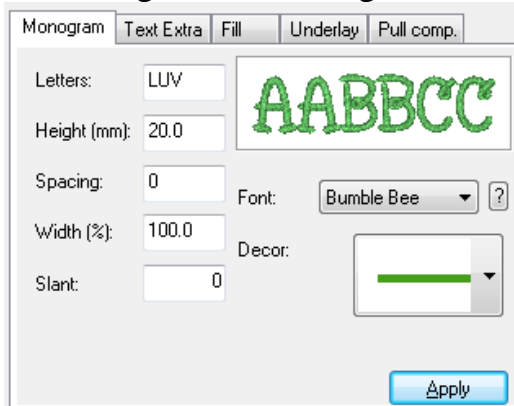 Monogram Text Extra Fill Underlay Pull comp.
Letters: LUV
AABBCC
Height (mm): 20.0
Spacing: 0
Font: Bumble Bee ?
Width (%): 100.0
Decor:
Slant: 0
Apply